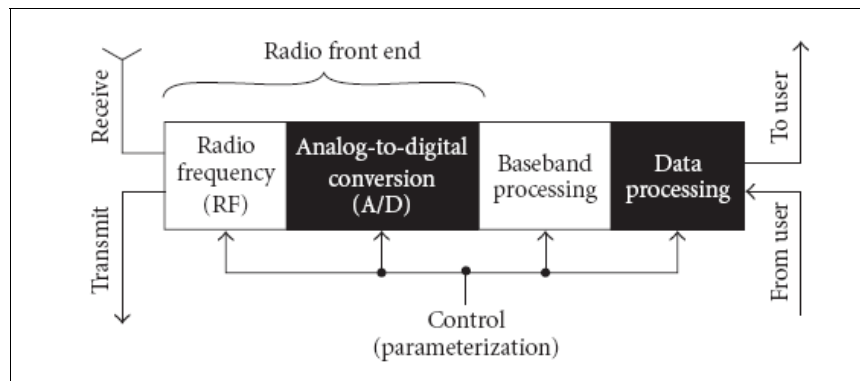 Radio front end
Receive
Transmit
Radio
frequency
(RF)
Analog-to-digital
conversion
(A/D)
Baseband
processing
Data
processing
To user
From user
Control
(parameterization)